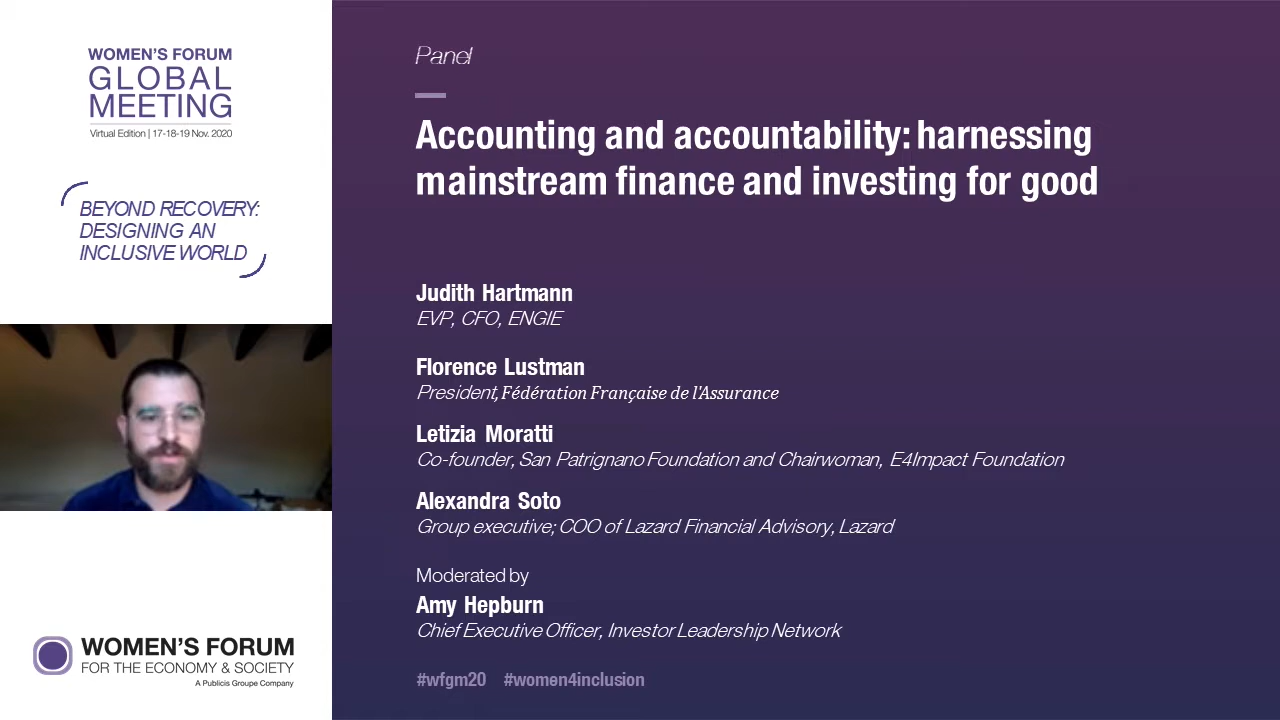 WOMEN'S FORUM
GLOBAL
MEETING
Virtual Edition | 17-18-19 Nov. 2020
BEYOND RECOVERY:
DESIGNING AN
INCLUSIVE WORLD
WOMEN'S FORUM
FOR THE ECONOMY & SOCIETY
A Publicis Groupe Company
Panel
Accounting and accountability: harnessing
mainstream finance and investing for good
Judith Hartmann
EVP, CFO, ENGIE
Florence Lustman
President, Fédération Française de l'Assurance
Letizia Moratti
Co-founder, San Patrignano Foundation and Chairwoman, E4Impact Foundation
Alexandra Soto
Group executive; COO of Lazard Financial Advisory, Lazard
Moderated by
Amy Hepburn
Chief Executive Officer, Investor Leadership Network
#wfgm20 #women4inclusion